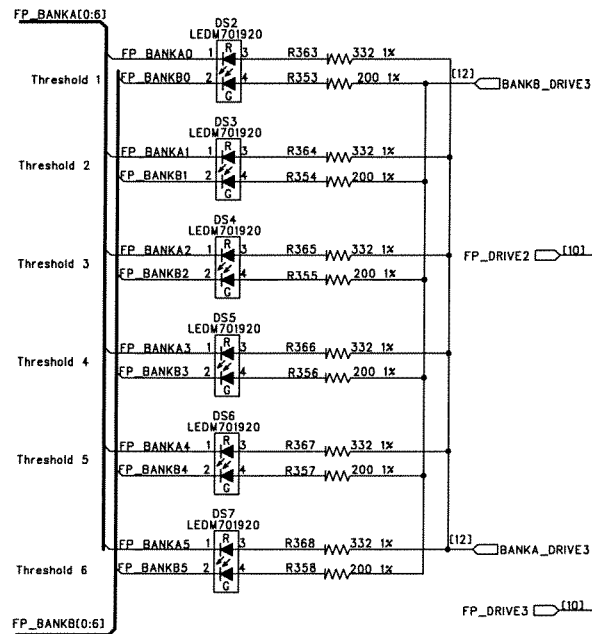 FP_BANKA[0:6]
DS2
LEDM701920
FP_BANKA0 1 R 3 R363 332 1%
[12]
Threshold 1
FP_BANKB0 2 4 R353 200 1%
BANKB_DRIVE3
G
DS3
LEDM701920
FP_BANKA1 1 R 3 R364 332 1%
Threshold 2
FP_BANKB1 2 4 R354 200 1%
G
DS4
LEDM701920
FP_BANKA2 1 R 3 R365 332 1%
FP_DRIVE2 [10]
Threshold 3
FP_BANKB2 2 4 R355 200 1%
G
DS5
LEDM701920
FP_BANKA3 1 R 3 R366 332 1%
Threshold 4
FP_BANKB3 2 4 R356 200 1%
G
DS6
LEDM701920
FP_BANKA4 1 R 3 R367 332 1%
Threshold 5
FP_BANKB4 2 4 R357 200 1%
G
DS7
LEDM701920
FP_BANKA5 1 R 3 R368 332 1%
[12]
BANKA_DRIVE3
Threshold 6
FP_BANKB5 2 4 R358 200 1%
G
FP_DRIVE3 [10]
FP_BANKB[0:6]